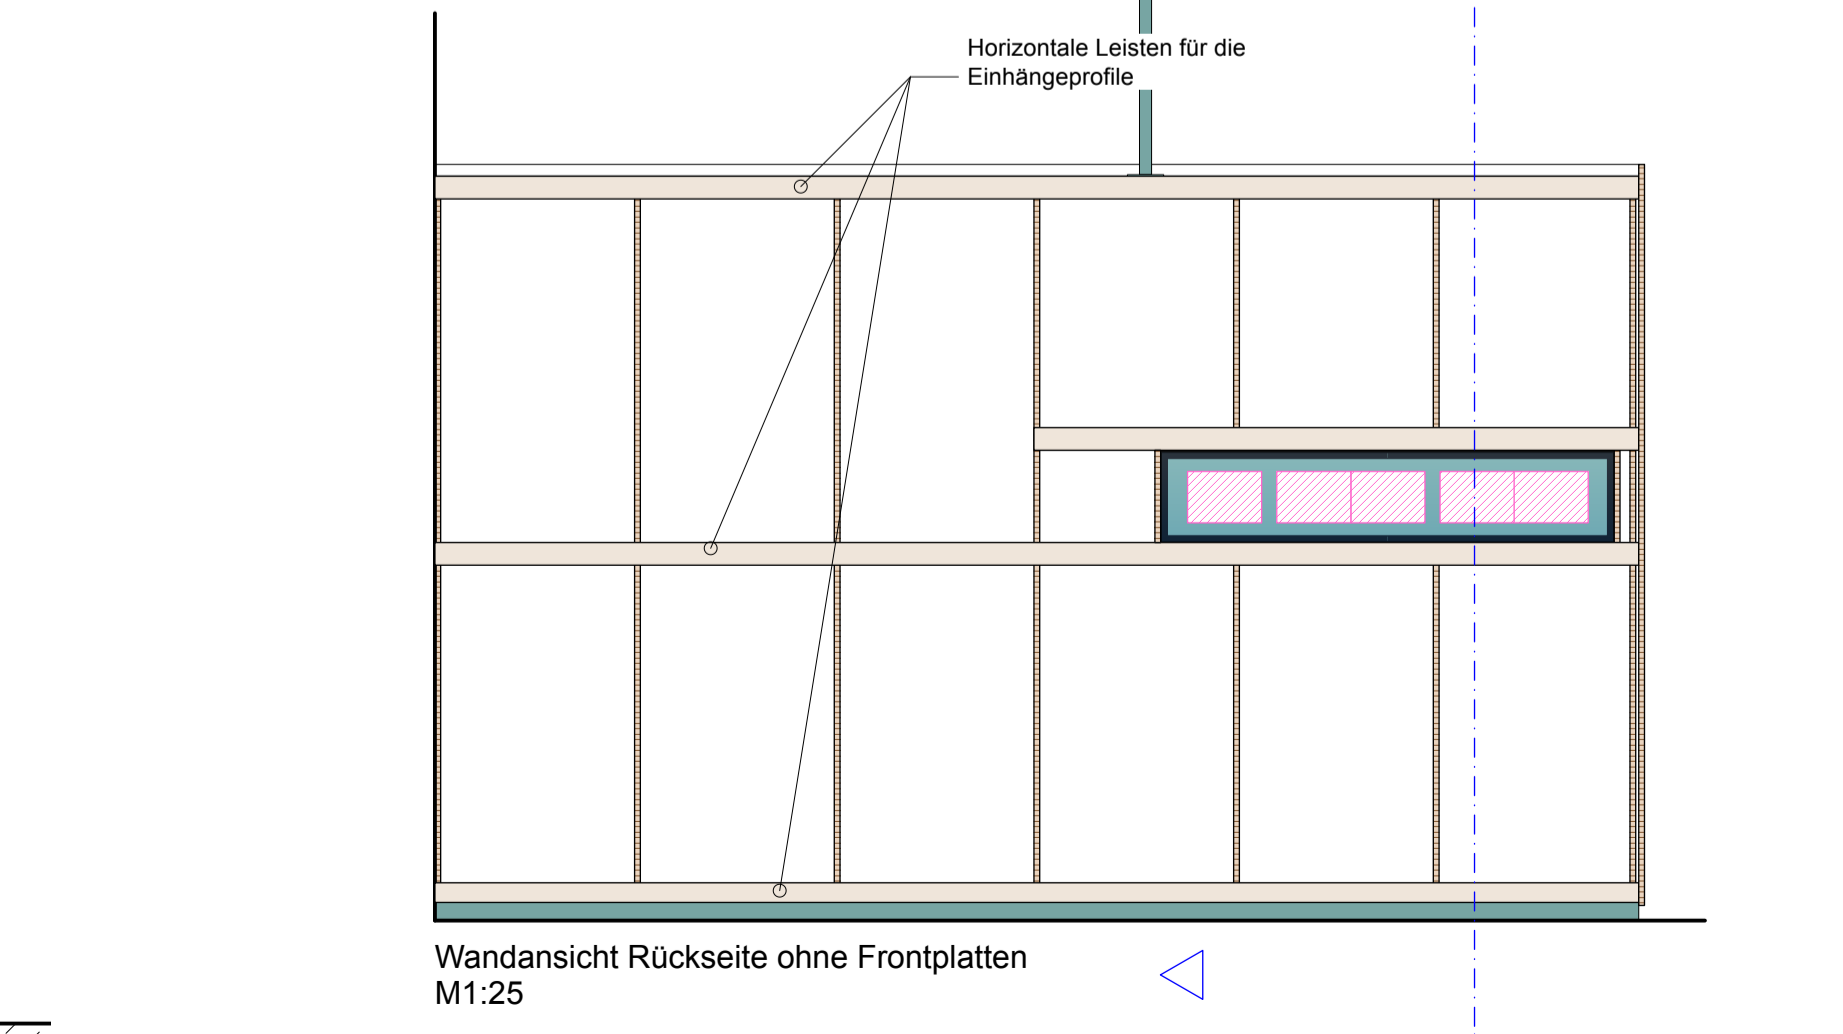 Horizontale Leisten für die
Einhängeprofile
Wandansicht Rückseite ohne Frontplatten
M1:25